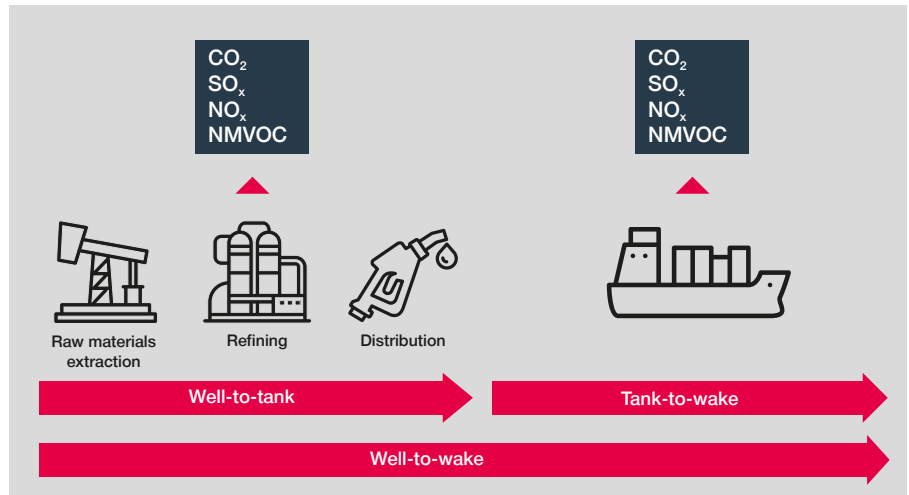 CO₂
SOₓ
NOₓ
NMVOC
CO₂
SOₓ
NOₓ
NMVOC
Raw materials
extraction
Refining
Distribution
Well-to-tank
Tank-to-wake
Well-to-wake